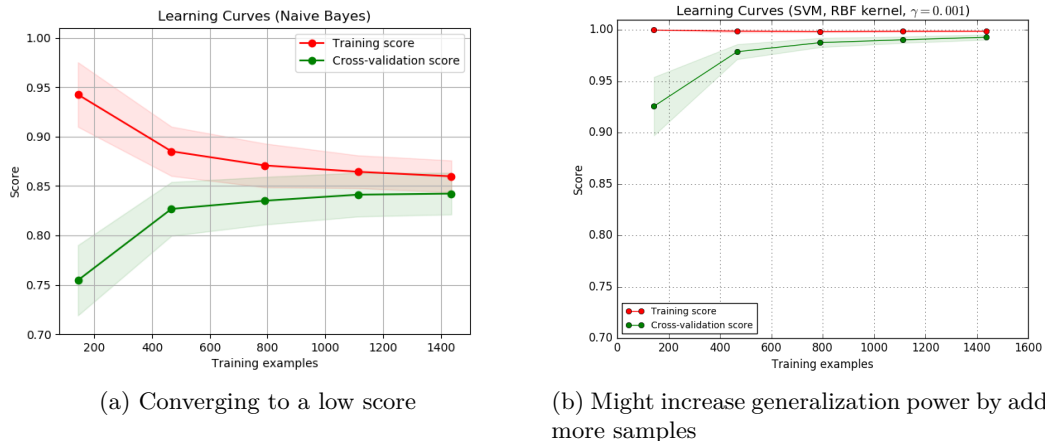 Learning Curves (Naive Bayes)
1.00
0.95
0.90
0.85
0.80
0.75
0.70
Score
Training score
Cross-validation score
200
400
600
800
1000
1200
1400
Training examples
(a) Converging to a low score
Learning Curves (SVM, RBF kernel, γ = 0.001)
1.00
0.95
0.90
0.85
0.80
0.75
0.70
Score
Training score
Cross-validation score
0
200
400
600
800
1000
1200
1400
1600
Training examples
(b) Might increase generalization power by add
more samples